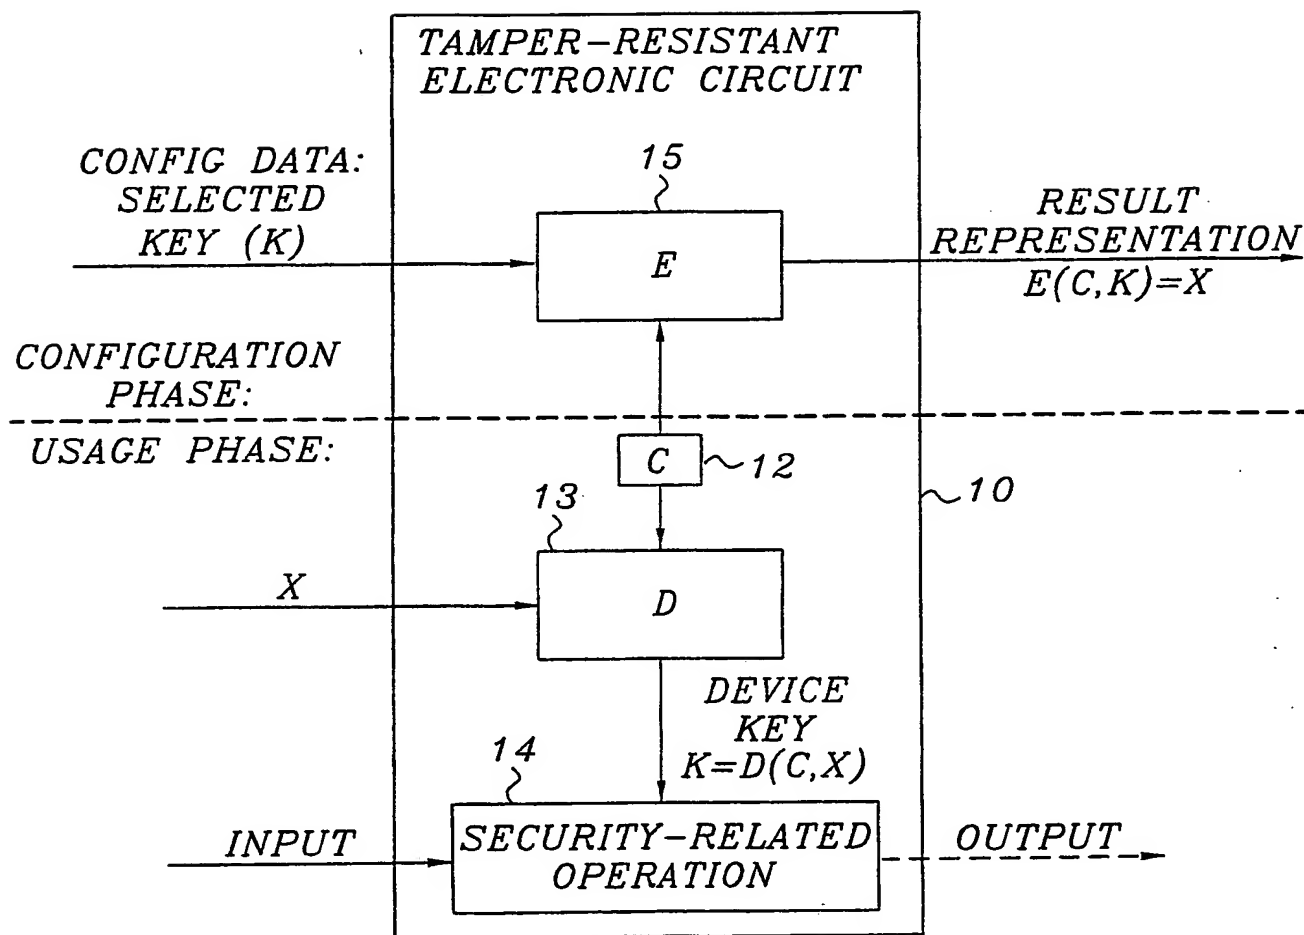 TAMPER-RESISTANT
ELECTRONIC CIRCUIT
CONFIG DATA:
SELECTED
KEY (K)
15
E
RESULT
REPRESENTATION
E(C,K)=X
CONFIGURATION
PHASE:
USAGE PHASE:
C
12
10
13
X
D
DEVICE
KEY
K=D(C,X)
14
INPUT
SECURITY-RELATED
OPERATION
OUTPUT